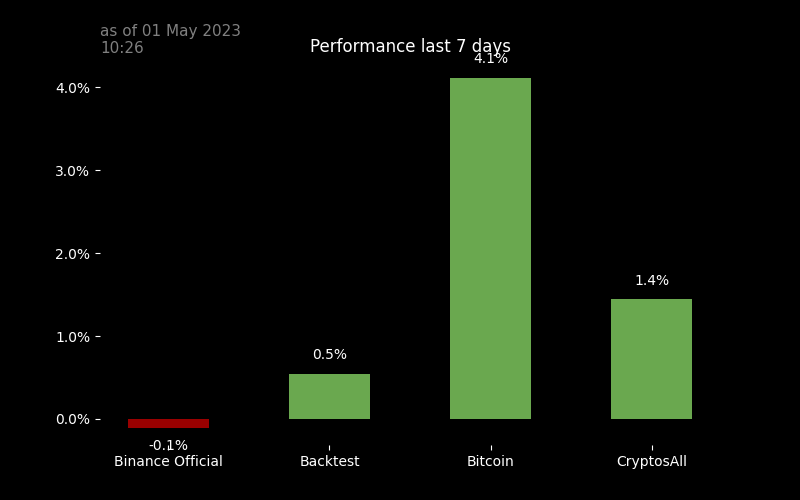 as of 01 May 2023
10:26
Performance last 7 days
4.1%
4.0%
3.0%
2.0%
1.4%
1.0%
0.5%
0.0%
-0.1%
Binance Official
Backtest
Bitcoin
CryptosAll